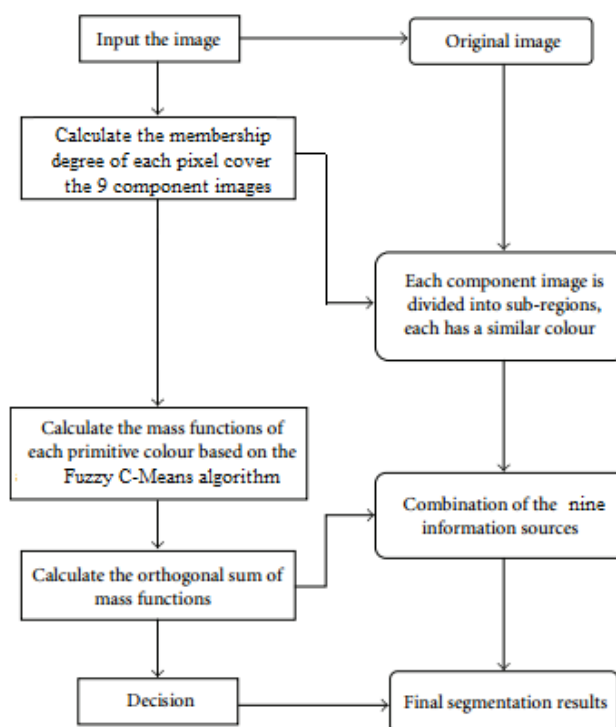 Input the image
Original image
Calculate the membership
degree of each pixel cover
the 9 component images
Each component image is
divided into sub-regions,
each has a similar colour
Calculate the mass functions of
each primitive colour based on the
Fuzzy C-Means algorithm
Combination of the nine
information sources
Calculate the orthogonal sum of
mass functions
Decision
Final segmentation results